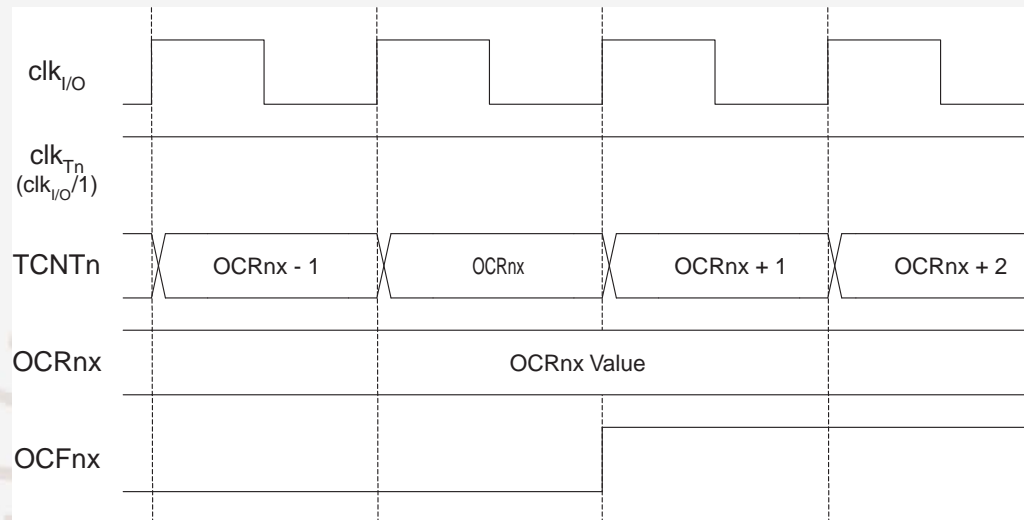 clkI/O
clkTn
(clkI/O/1)
TCNTn OCRnx - 1 OCRnx OCRnx + 1 OCRnx + 2
OCRnx OCRnx Value
OCFnx